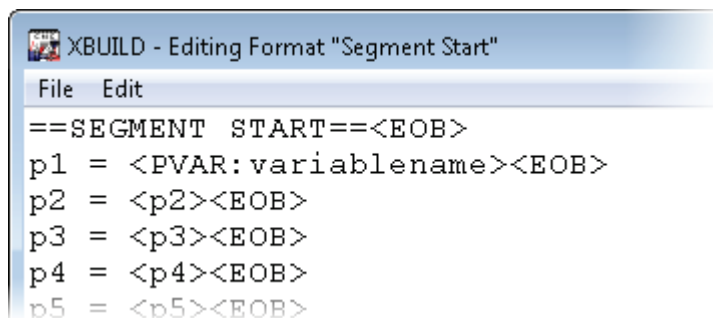 XBUILD - Editing Format "Segment Start"
File Edit
==SEGMENT START==<EOB>
p1 = <PVAR:variablename><EOB>
p2 = <p2><EOB>
p3 = <p3><EOB>
p4 = <p4><EOB>
p5 = <p5><EOB>